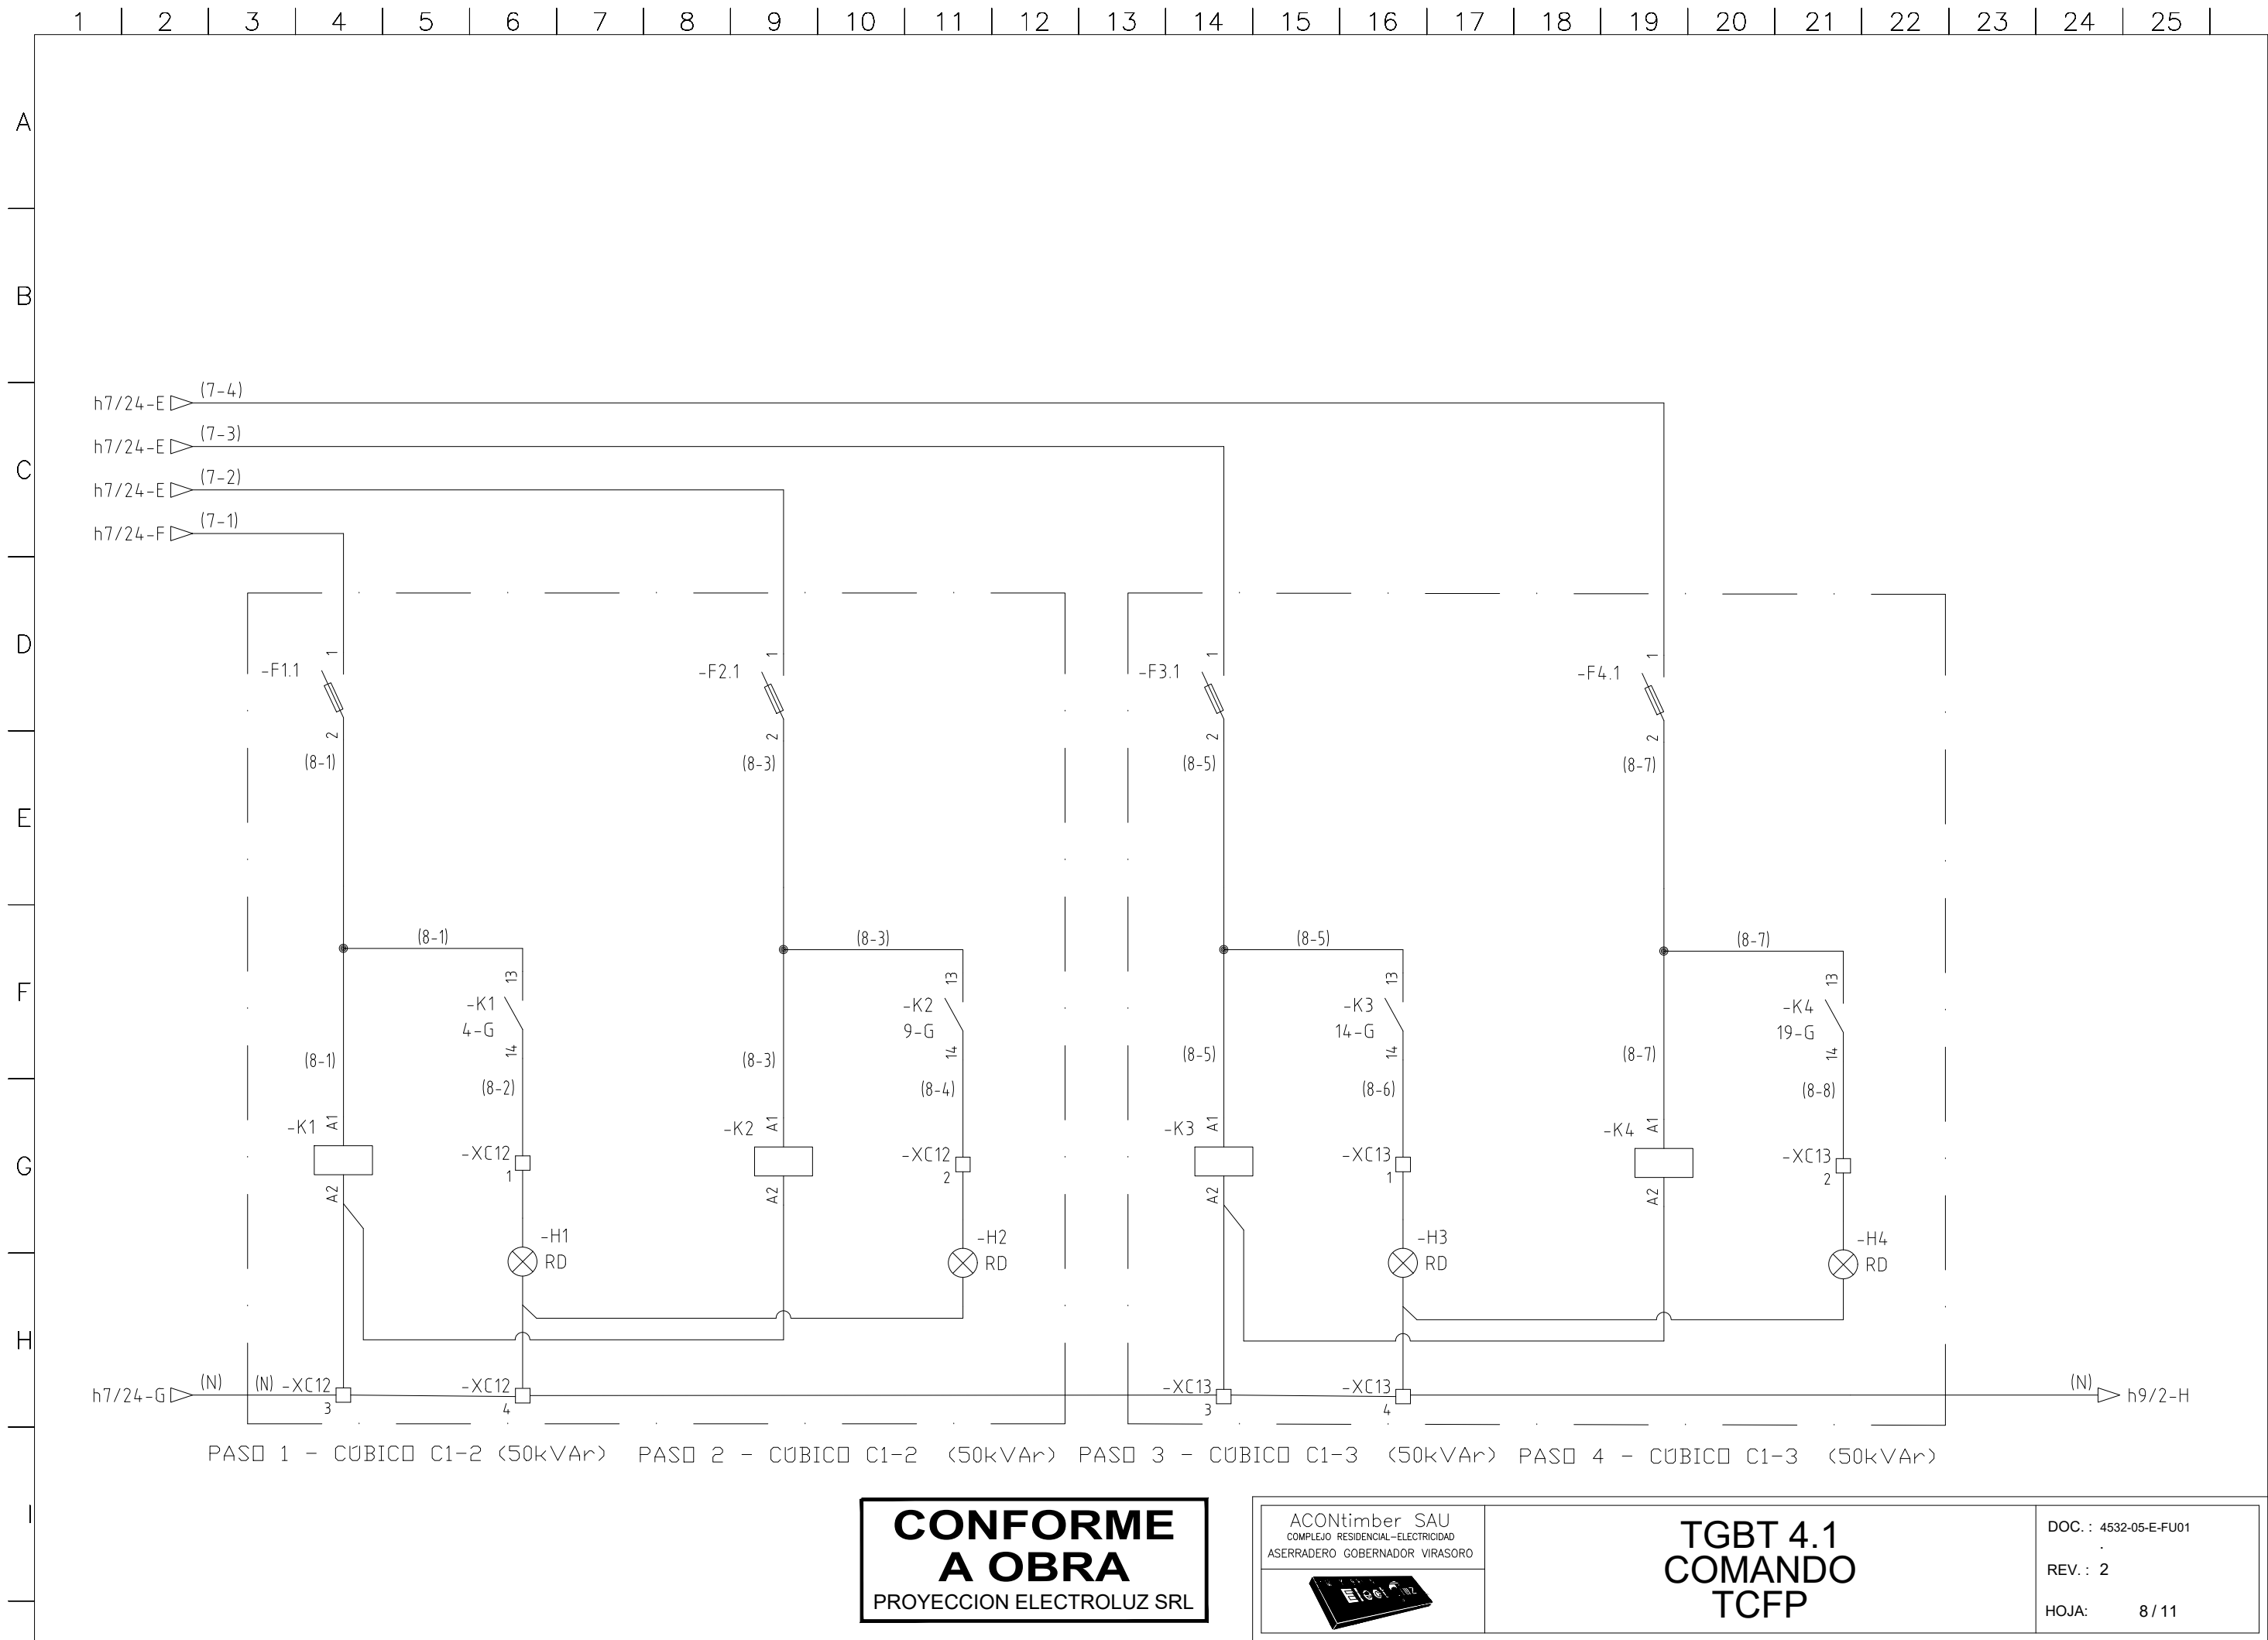 1 2 3 4 5 6 7 8 9 10 11 12 13 14 15 16 17 18 19 20 21 22 23 24 25
A
B
C
D
E
F
G
H
I
h7/24-E (7-4)
h7/24-E (7-3)
h7/24-E (7-2)
h7/24-F (7-1)
-F1.1 1 -F2.1 1 -F3.1 1 -F4.1 1
2 2 2 2
(8-1) (8-3) (8-5) (8-7)
(8-1) (8-3) (8-5) (8-7)
13 13 13 13
-K1 -K2 -K3 -K4
4-G 9-G 14-G 19-G
14 14 14 14
(8-1) (8-3) (8-5) (8-7)
(8-2) (8-4) (8-6) (8-8)
-K1 A1 -K2 A1 -K3 A1 -K4 A1
-XC12 -XC12 -XC13 -XC13
1 2 1 2
A2 A2 A2 A2
-H1 -H2 -H3 -H4
RD RD RD RD
h7/24-G (N) (N) -XC12 -XC12 -XC13 -XC13 (N) h9/2-H
3 4 3 4
PASO 1 - CÚBICO C1-2 (50kVAr) PASO 2 - CÚBICO C1-2 (50kVAr) PASO 3 - CÚBICO C1-3 (50kVAr) PASO 4 - CÚBICO C1-3 (50kVAr)
CONFORME
A OBRA
PROYECCION ELECTROLUZ SRL
ACONtimber SAU
COMPLEJO RESIDENCIAL-ELECTRICIDAD
ASERRADERO GOBERNADOR VIRASORO
TGBT 4.1
COMANDO
TCFP
DOC. : 4532-05-E-FU01
.
REV. : 2
HOJA: 8 / 11